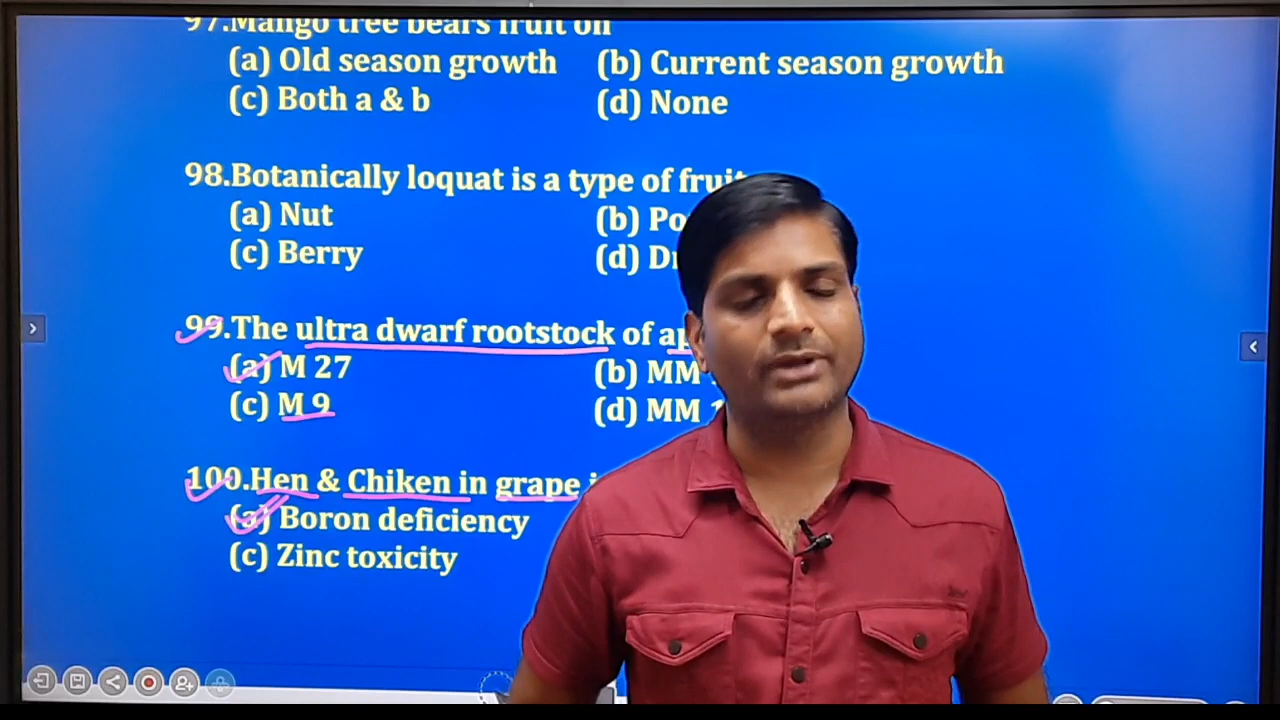 97.Mango tree bears fruit on
(a) Old season growth (b) Current season growth
(c) Both a & b (d) None
98.Botanically loquat is a type of fruit
(a) Nut (b) Po
(c) Berry (d) Dr
99.The ultra dwarf rootstock of ap
(a) M 27 (b) MM
(c) M 9 (d) MM 1
100.Hen & Chiken in grape i
(a) Boron deficiency
(c) Zinc toxicity